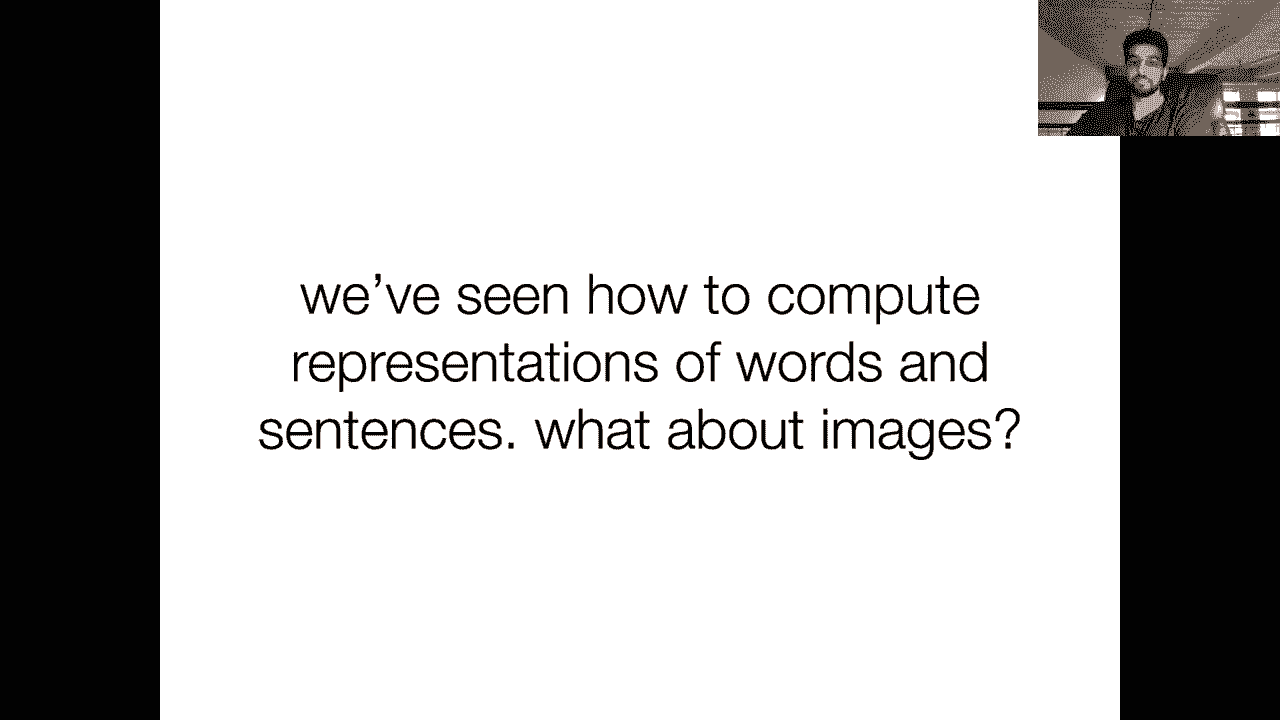 we’ve seen how to compute
representations of words and
sentences. what about images?